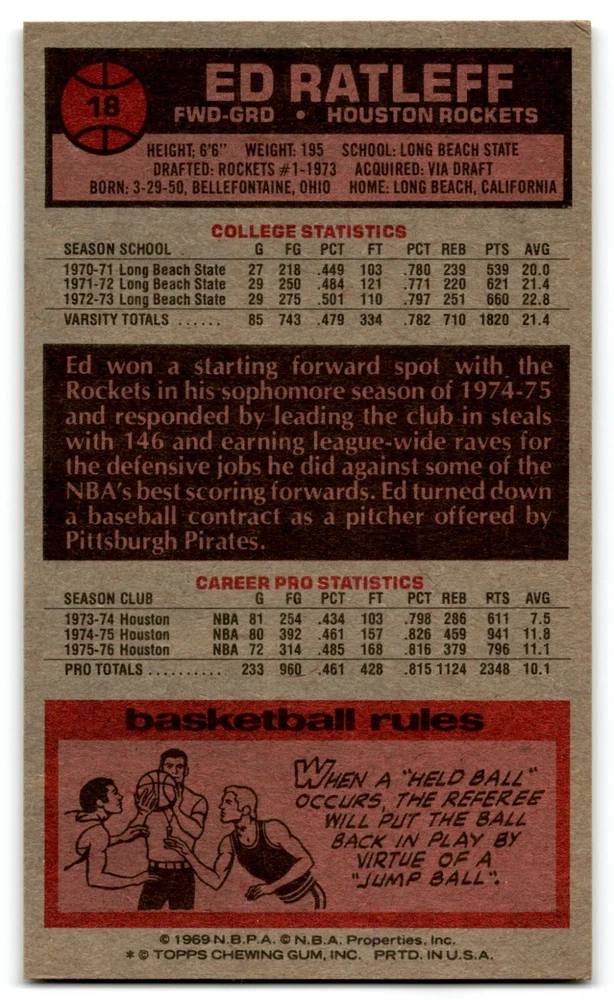 18
ED RATLEFF
FWD-GRD • HOUSTON ROCKETS
HEIGHT: 6'6" WEIGHT: 195 SCHOOL: LONG BEACH STATE
DRAFTED: ROCKETS #1-1973 ACQUIRED: VIA DRAFT
BORN: 3-29-50, BELLEFONTAINE, OHIO HOME: LONG BEACH, CALIFORNIA
COLLEGE STATISTICS
SEASON SCHOOL G FG PCT FT PCT REB PTS AVG
1970-71 Long Beach State 27 218 .449 103 .780 239 539 20.0
1971-72 Long Beach State 29 250 .484 121 .771 220 621 21.4
1972-73 Long Beach State 29 275 .501 110 .797 251 660 22.8
VARSITY TOTALS ...... 85 743 .479 334 .782 710 1820 21.4
Ed won a starting forward spot with the
Rockets in his sophomore season of 1974-75
and responded by leading the club in steals
with 146 and earning league-wide raves for
the defensive jobs he did against some of the
NBA's best scoring forwards. Ed turned down
a baseball contract as a pitcher offered by
Pittsburgh Pirates.
CAREER PRO STATISTICS
SEASON CLUB G FG PCT FT PCT REB PTS AVG
1973-74 Houston NBA 81 254 .434 103 .798 286 611 7.5
1974-75 Houston NBA 80 392 .461 157 .826 459 941 11.8
1975-76 Houston NBA 72 314 .485 168 .816 379 796 11.1
PRO TOTALS .......... 233 960 .461 428 .815 1124 2348 10.1
basketball rules
WHEN A "HELD BALL"
OCCURS, THE REFEREE
WILL PUT THE BALL
BACK IN PLAY BY
VIRTUE OF A
"JUMP BALL".
© 1969 N.B.P.A. © N.B.A. Properties, Inc.
* © TOPPS CHEWING GUM, INC. PRTD. IN U.S.A.